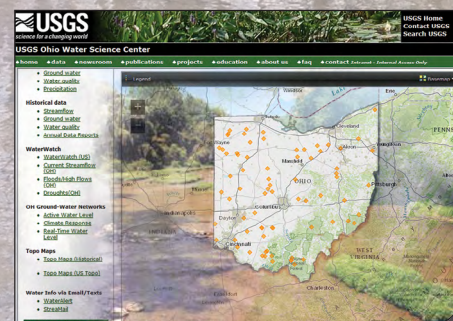 USGS
science for a changing world
USGS Home
Contact USGS
Search USGS
USGS Ohio Water Science Center
home
data
newsroom
publications
projects
education
about us
faq
contact
Intranet - Internal Access Only
Ground water
Water quality
Precipitation
Historical data
Streamflow
Ground water
Water quality
Annual Data Reports
WaterWatch
WaterWatch (US)
Current Streamflow
(OH)
Floods/High Flows
(OH)
Droughts(OH)
OH Ground-Water Networks
Active Water Level
Climate Response
Real-Time Water
Level
Topo Maps
Topo Maps (Historical)
Topo Maps (US Topo)
Water Info via Email/Texts
WaterAlert
StreaMail
Legend
Basemap
Erie
Cleveland
Akron
Youngstown
Mansfield
OHIO
Pittsburgh
Columbus
Dayton
Cincinnati
WEST
VIRGINIA
Charleston